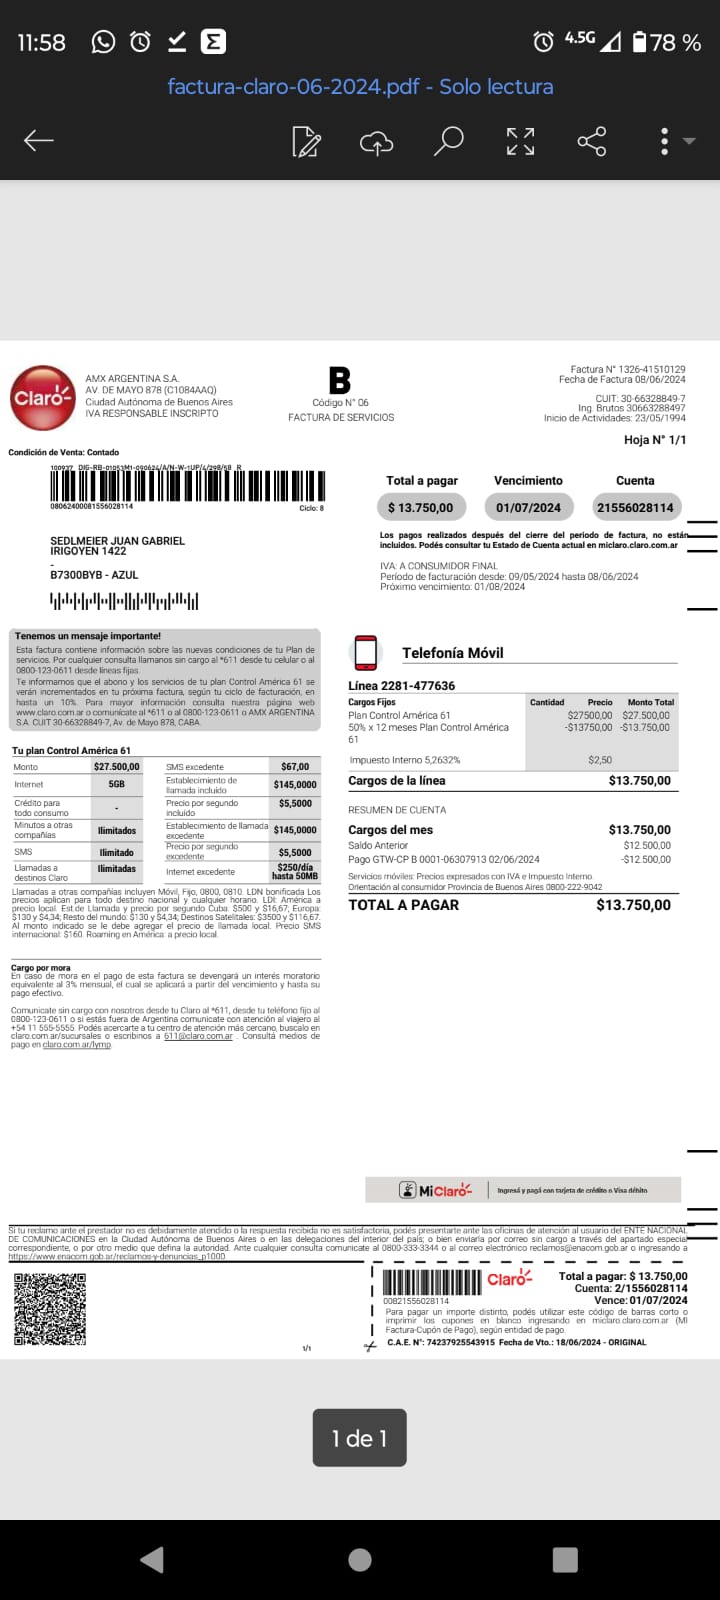 11:58
4.5G
78 %
factura-claro-06-2024.pdf - Solo lectura
Claro
AMX ARGENTINA S.A.
AV. DE MAYO 878 (C1084AAQ)
Ciudad Autónoma de Buenos Aires
IVA RESPONSABLE INSCRIPTO
B
Código N° 06
FACTURA DE SERVICIOS
Factura N° 1326-41510129
Fecha de Factura 08/06/2024
CUIT: 30-66328849-7
Ing. Brutos 30663288497
Inicio de Actividades: 23/05/1994
Hoja N° 1/1
Condición de Venta: Contado
100937 DIG-RB-01053M1-090624/A/N-W-1UP/4/298/58 R
08062400081556028114
Ciclo: 8
SEDLMEIER JUAN GABRIEL
IRIGOYEN 1422
-
B7300BYB - AZUL
Total a pagar Vencimiento Cuenta
$ 13.750,00 01/07/2024 21556028114
Los pagos realizados después del cierre del periodo de factura, no están
incluidos. Podés consultar tu Estado de Cuenta actual en miclaro.claro.com.ar
IVA: A CONSUMIDOR FINAL
Período de facturación desde: 09/05/2024 hasta 08/06/2024
Próximo vencimiento: 01/08/2024
Tenemos un mensaje importante!
Esta factura contiene información sobre las nuevas condiciones de tu Plan de
servicios. Por cualquier consulta llamanos sin cargo al *611 desde tu celular o al
0800-123-0611 desde líneas fijas.
Te informamos que el abono y los servicios de tu plan Control América 61 se
verán incrementados en tu próxima factura, según tu ciclo de facturación, en
hasta un 10%. Para mayor información consulta nuestra página web
www.claro.com.ar o comunícate al *611 o al 0800-123-0611 o AMX ARGENTINA
S.A. CUIT 30-66328849-7, Av. de Mayo 878, CABA.
Tu plan Control América 61
Monto $27.500,00 SMS excedente $67,00
Internet 5GB Establecimiento de llamada incluído $145,0000
Crédito para todo consumo - Precio por segundo incluído $5,5000
Minutos a otras compañías Ilimitados Establecimiento de llamada excedente $145,0000
SMS Ilimitado Precio por segundo excedente $5,5000
Llamadas a destinos Claro Ilimitadas Internet excedente $250/día hasta 50MB
Llamadas a otras compañías incluyen Móvil, Fijo, 0800, 0810. LDN bonificada Los
precios aplican para todo destino nacional y cualquier horario. LDI: América a
precio local. Est.de Llamada y precio por segundo Cuba: $500 y $16,67; Europa:
$130 y $4,34; Resto del mundo: $130 y $4,34; Destinos Satelitales: $3500 y $116,67.
Al monto indicado se le debe agregar el precio de llamada local. Precio SMS
internacional: $160. Roaming en América: a precio local.
Cargo por mora
En caso de mora en el pago de esta factura se devengará un interés moratorio
equivalente al 3% mensual, el cual se aplicará a partir del vencimiento y hasta su
pago efectivo.
Comunicate sin cargo con nosotros desde tu Claro al *611, desde tu teléfono fijo al
0800-123-0611 o si estás fuera de Argentina comunicate con atención al viajero al
+54 11 555-5555. Podés acercarte a tu centro de atención más cercano, buscalo en
claro.com.ar/sucursales o escribinos a 611@claro.com.ar . Consultá medios de
pago en claro.com.ar/lymp
Telefonía Móvil
Línea 2281-477636
Cargos Fijos Cantidad Precio Monto Total
Plan Control América 61 $27500,00 $27.500,00
50% x 12 meses Plan Control América -$13750,00 -$13.750,00
61
Impuesto Interno 5,2632% $2,50
Cargos de la línea $13.750,00
RESUMEN DE CUENTA
Cargos del mes $13.750,00
Saldo Anterior $12.500,00
Pago GTW-CP B 0001-06307913 02/06/2024 -$12.500,00
Servicios móviles: Precios expresados con IVA e Impuesto Interno.
Orientación al consumidor Provincia de Buenos Aires 0800-222-9042
TOTAL A PAGAR $13.750,00
MiClaro Ingresá y pagá con tarjeta de crédito o Visa débito
Si tu reclamo ante el prestador no es debidamente atendido o la respuesta recibida no es satisfactoria, podés presentarte ante las oficinas de atención al usuario del ENTE NACIONAL
DE COMUNICACIONES en la Ciudad Autónoma de Buenos Aires o en las delegaciones del interior del país; o bien enviarla por correo sin cargo a través del apartado especial
correspondiente, o por otro medio que defina la autoridad. Ante cualquier consulta comunicate al 0800-333-3344 o al correo electrónico reclamos@enacom.gob.ar o ingresando a
https://www.enacom.gob.ar/reclamos-y-denuncias_p1000.
1/1
00821556028114
Claro
Total a pagar: $ 13.750,00
Cuenta: 2/1556028114
Vence: 01/07/2024
Para pagar un importe distinto, podés utilizar este código de barras corto o
imprimir los cupones en blanco ingresando en miclaro.com.ar (MI
Factura-Cupón de Pago), según entidad de pago.
C.A.E. N°: 74237925543915 Fecha de Vto.: 18/06/2024 - ORIGINAL
1 de 1